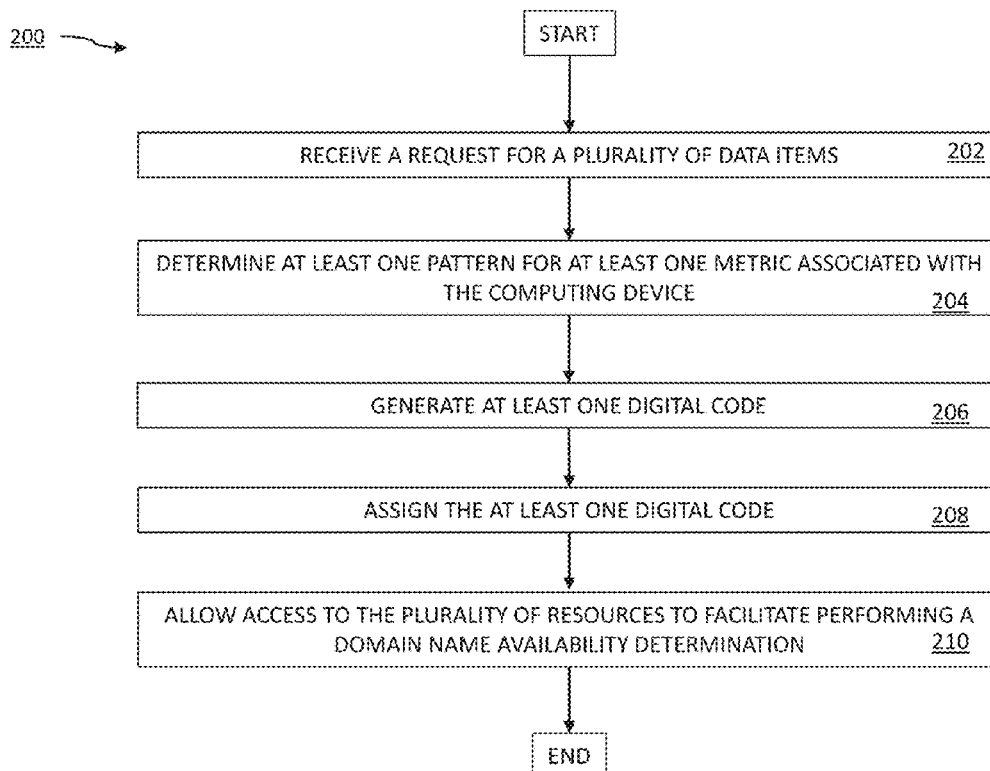 200
START
RECEIVE A REQUEST FOR A PLURALITY OF DATA ITEMS 202
DETERMINE AT LEAST ONE PATTERN FOR AT LEAST ONE METRIC ASSOCIATED WITH
THE COMPUTING DEVICE 204
GENERATE AT LEAST ONE DIGITAL CODE 206
ASSIGN THE AT LEAST ONE DIGITAL CODE 208
ALLOW ACCESS TO THE PLURALITY OF RESOURCES TO FACILITATE PERFORMING A
DOMAIN NAME AVAILABILITY DETERMINATION 210
END